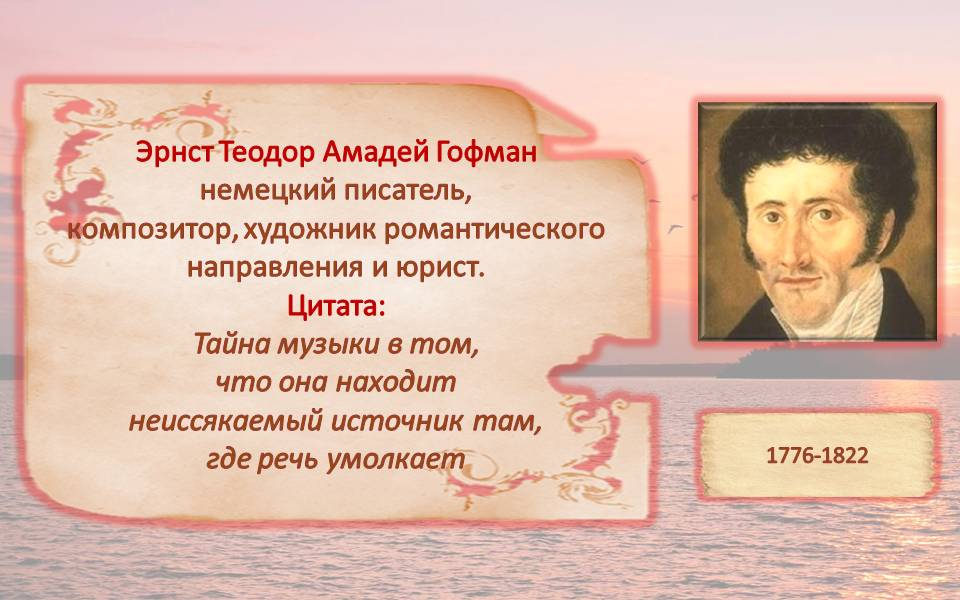 Эрнст Теодор Амадей Гофман
немецкий писатель,
композитор, художник романтического
направления и юрист.
Цитата:
Тайна музыки в том,
что она находит
неиссякаемый источник там,
где речь умолкает
1776-1822